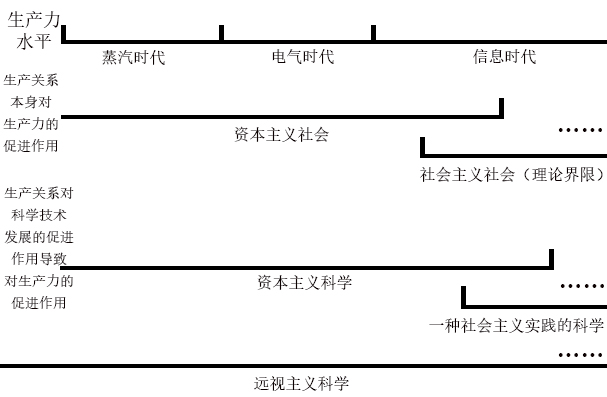 生产力
水平
蒸汽时代
电气时代
信息时代
生产关系
本身对
生产力的
促进作用
资本主义社会
……
社会主义社会（理论界限）
生产关系对
科学技术
发展的促进
作用导致
对生产力的
促进作用
资本主义科学
……
一种社会主义实践的科学
……
远视主义科学